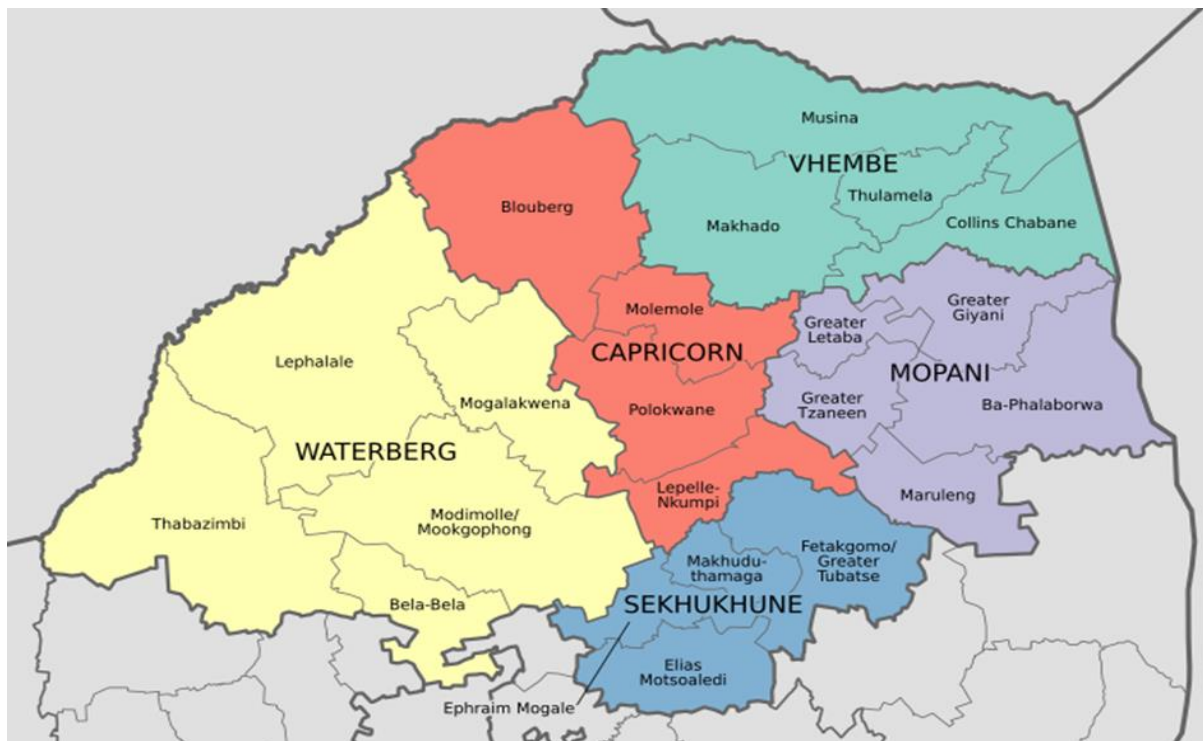 Musina
VHEMBE
Thulamela
Blouberg
Makhado
Collins Chabane
Molemole
Greater
Letaba
Greater
Giyani
CAPRICORN
Lephalale
MOPANI
Mogalakwena
Polokwane
Greater
Tzaneen
Ba-Phalaborwa
WATERBERG
Lepelle-
Nkumpi
Maruleng
Thabazimbi
Modimolle/
Mookgophong
Makhudu-
thamaga
Fetakgomo/
Greater
Tubatse
Bela-Bela
SEKHUKHUNE
Elias
Motsoaledi
Ephraim Mogale